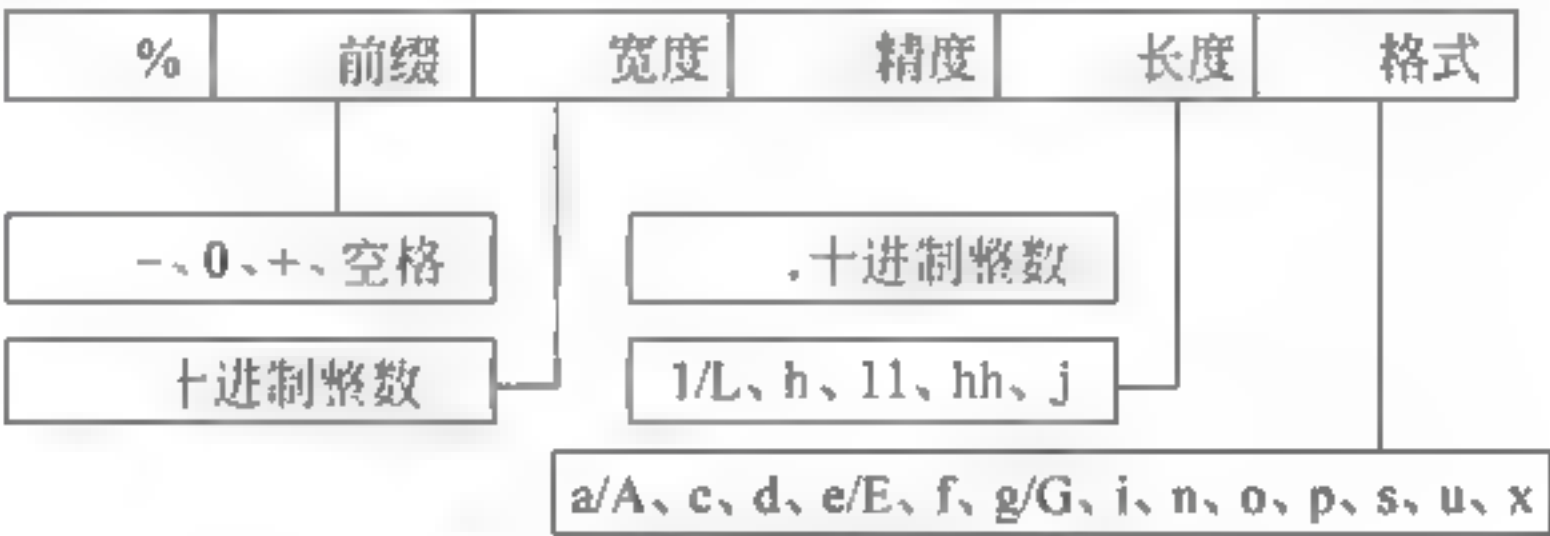 % 前缀 宽度 精度 长度 格式
-、0、+、空格 .十进制整数
十进制整数 l/L、h、ll、hh、j
a/A、c、d、e/E、f、g/G、i、n、o、p、s、u、x